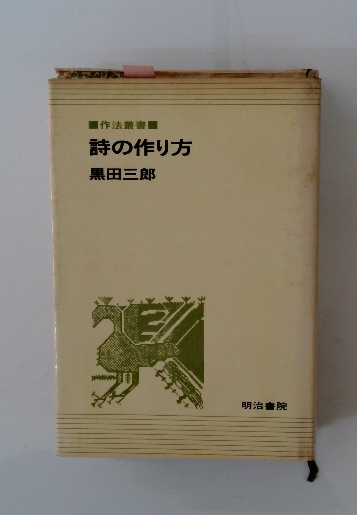 ■作法叢書■
詩の作り方
黒田三郎
明治書院